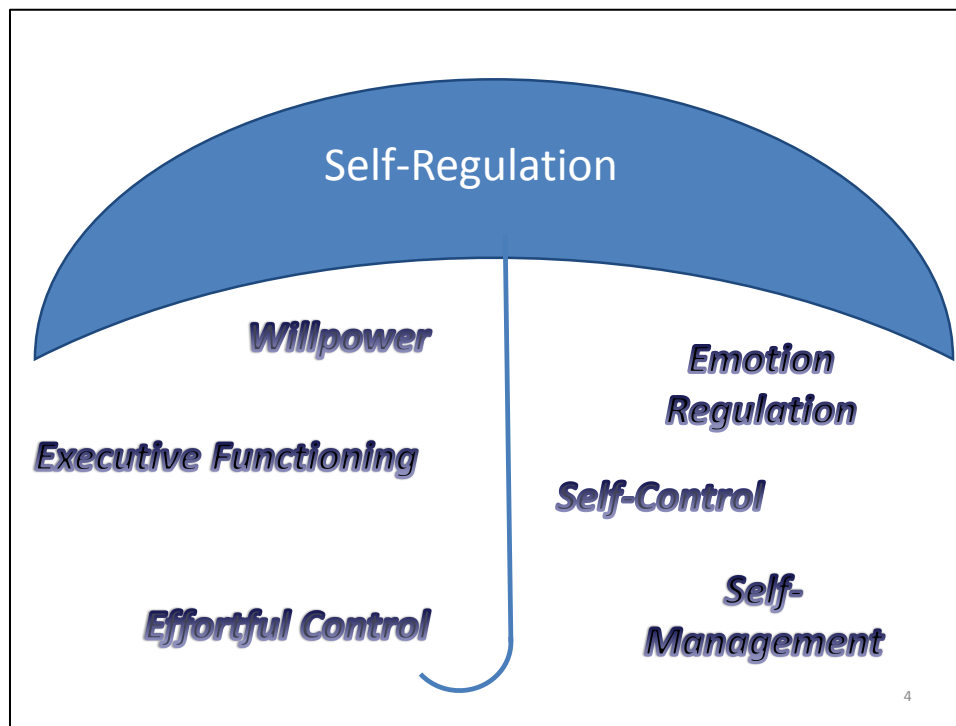 Self-Regulation
Willpower
Emotion
Regulation
Executive Functioning
Self-Control
Self-
Management
Effortful Control
4